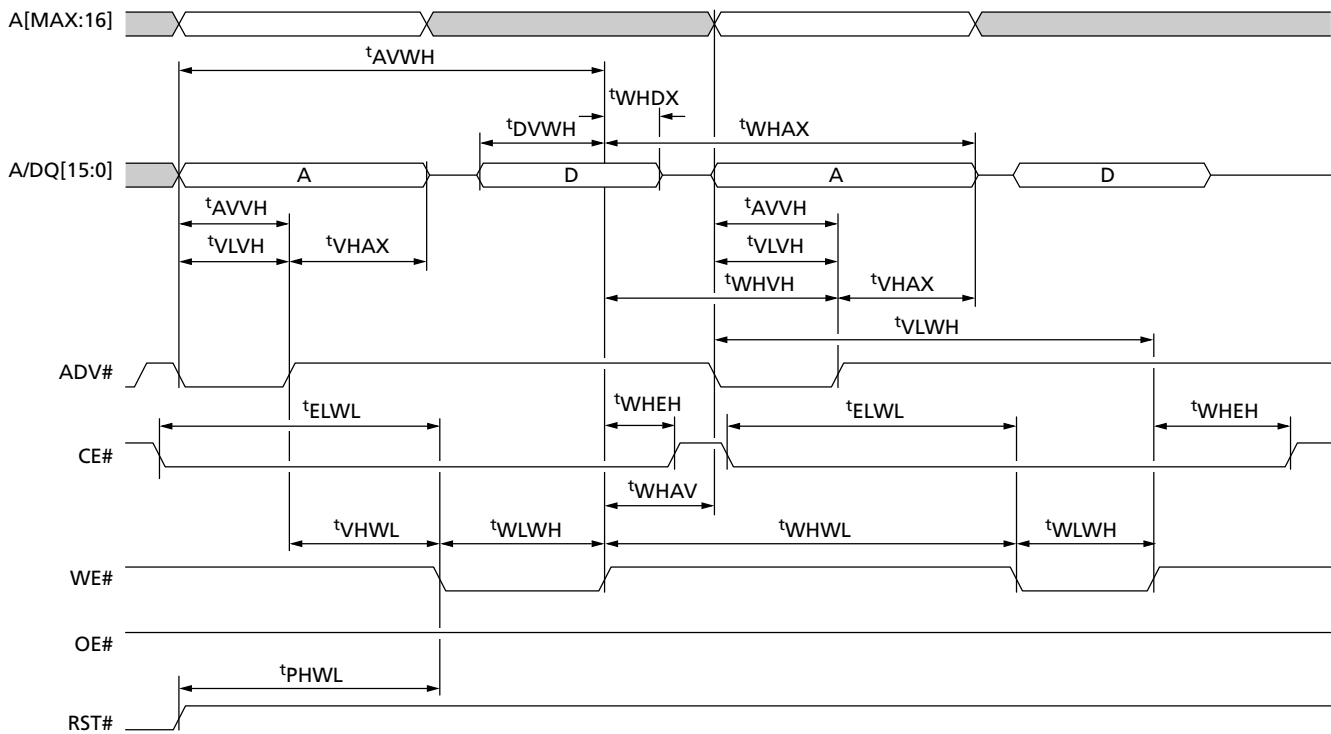 A[MAX:16]
tAVWH
tWHDX
tDVWH
tWHAX
A/DQ[15:0]
A
D
A
D
tAVVH
tAVVH
tVLVH
tVHAX
tVLVH
tWHVH
tVHAX
tVLWH
ADV#
tELWL
tWHEH
tELWL
tWHEH
CE#
tWHAV
tVHWL
tWLWH
tWHWL
tWLWH
WE#
OE#
tPHWL
RST#